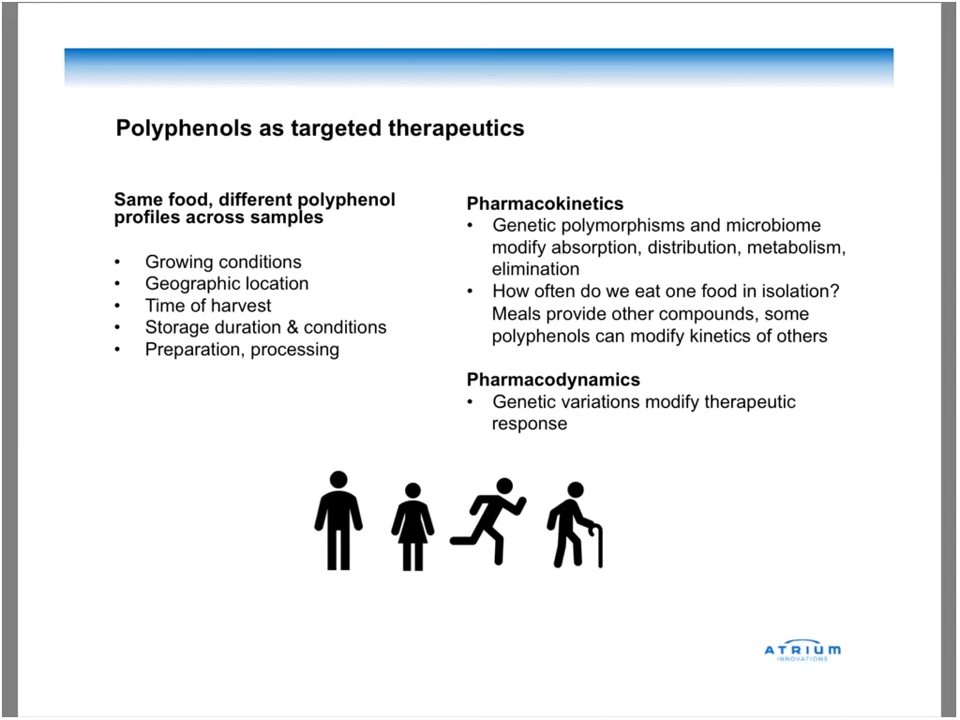 Polyphenols as targeted therapeutics
Same food, different polyphenol
profiles across samples
• Growing conditions
• Geographic location
• Time of harvest
• Storage duration & conditions
• Preparation, processing
Pharmacokinetics
• Genetic polymorphisms and microbiome
modify absorption, distribution, metabolism,
elimination
• How often do we eat one food in isolation?
Meals provide other compounds, some
polyphenols can modify kinetics of others
Pharmacodynamics
• Genetic variations modify therapeutic
response
ATRIUM
INNOVATIONS